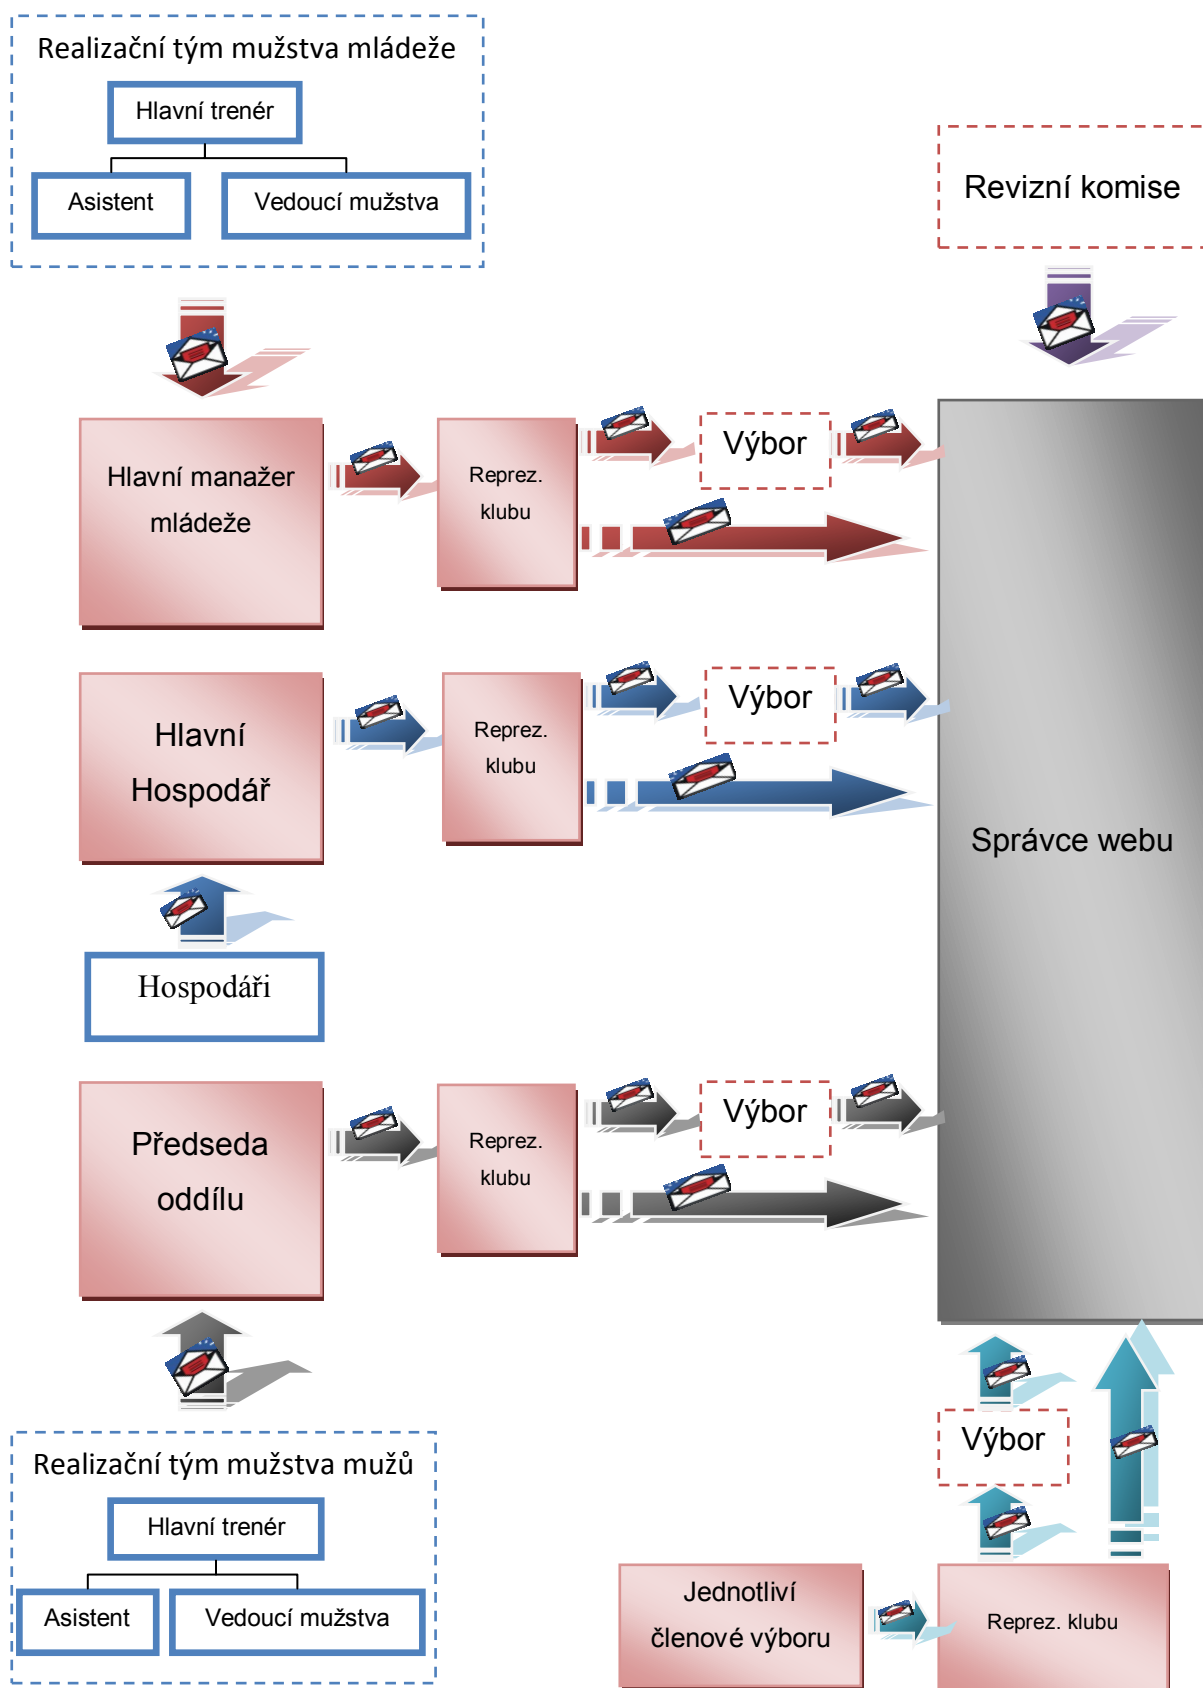 Realizační tým mužstva mládeže
Hlavní trenér
Asistent
Vedoucí mužstva
Revizní komise
Hlavní manažer
mládeže
Reprez.
klubu
Výbor
Hlavní
Hospodář
Reprez.
klubu
Výbor
Správce webu
Hospodáři
Předseda
oddílu
Reprez.
klubu
Výbor
Realizační tým mužstva mužů
Hlavní trenér
Asistent
Vedoucí mužstva
Výbor
Jednotliví
členové výboru
Reprez. klubu